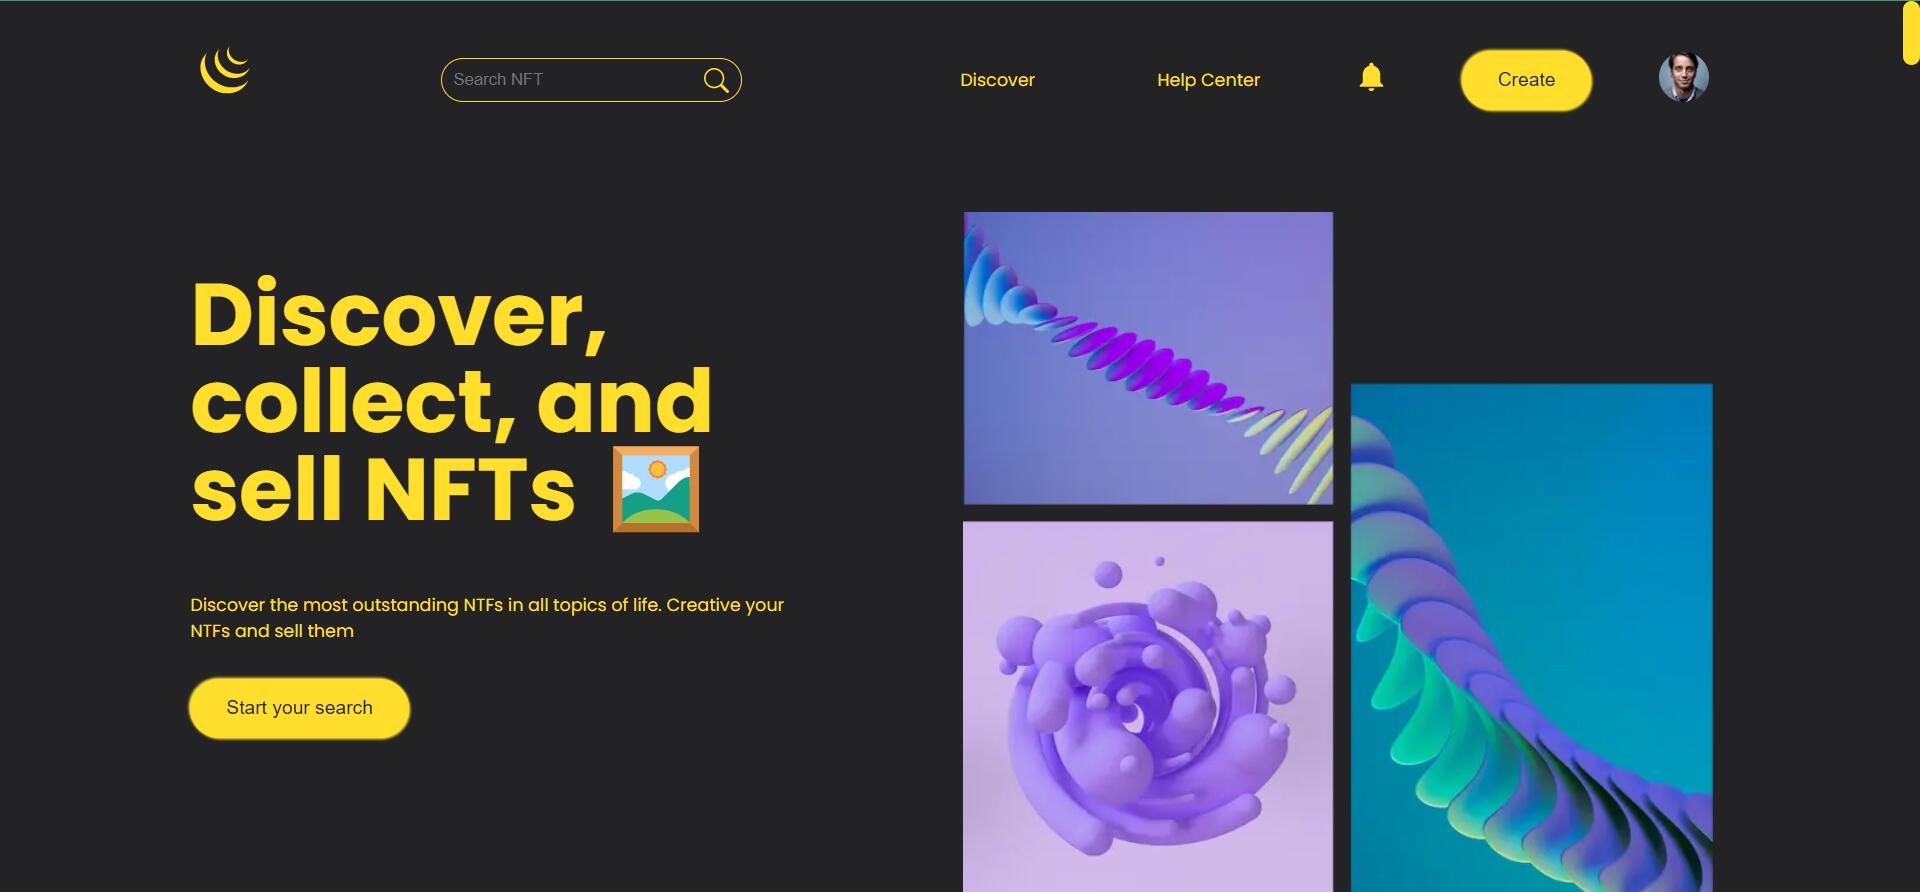 Search NFT
Discover
Help Center
Create
Discover,
collect, and
sell NFTs
Discover the most outstanding NTFs in all topics of life. Creative your
NTFs and sell them
Start your search